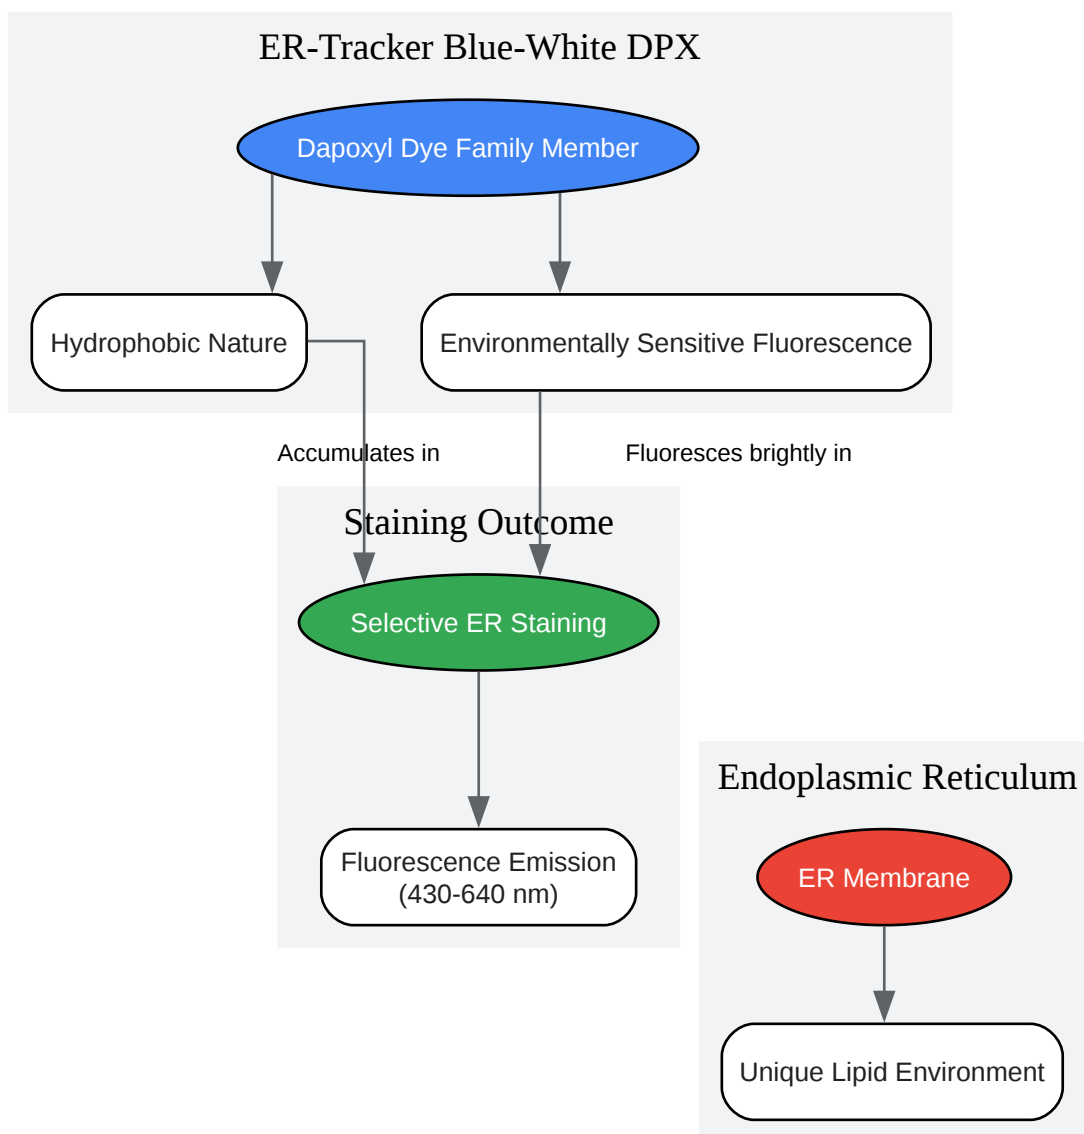 ER-Tracker Blue-White DPX
Dapoxyl Dye Family Member
Hydrophobic Nature
Environmentally Sensitive Fluorescence
Accumulates in
Fluoresces brightly in
Staining Outcome
Selective ER Staining
Fluorescence Emission
(430-640 nm)
Endoplasmic Reticulum
ER Membrane
Unique Lipid Environment